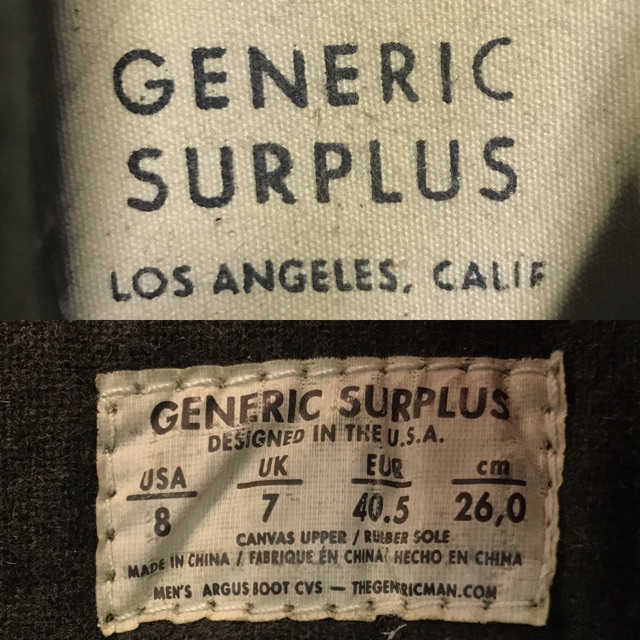 GENERIC
SURPLUS
LOS ANGELES, CALIF
GENERIC SURPLUS
DESIGNED IN THE U.S.A.
USA UK EUR cm
8 7 40.5 26,0
CANVAS UPPER / RUBBER SOLE
MADE IN CHINA / FABRIQUE ÉN CHINA/ HECHO EN CHINA
MEN'S ARGUS BOOT CVS — THEGENERICMAN.COM